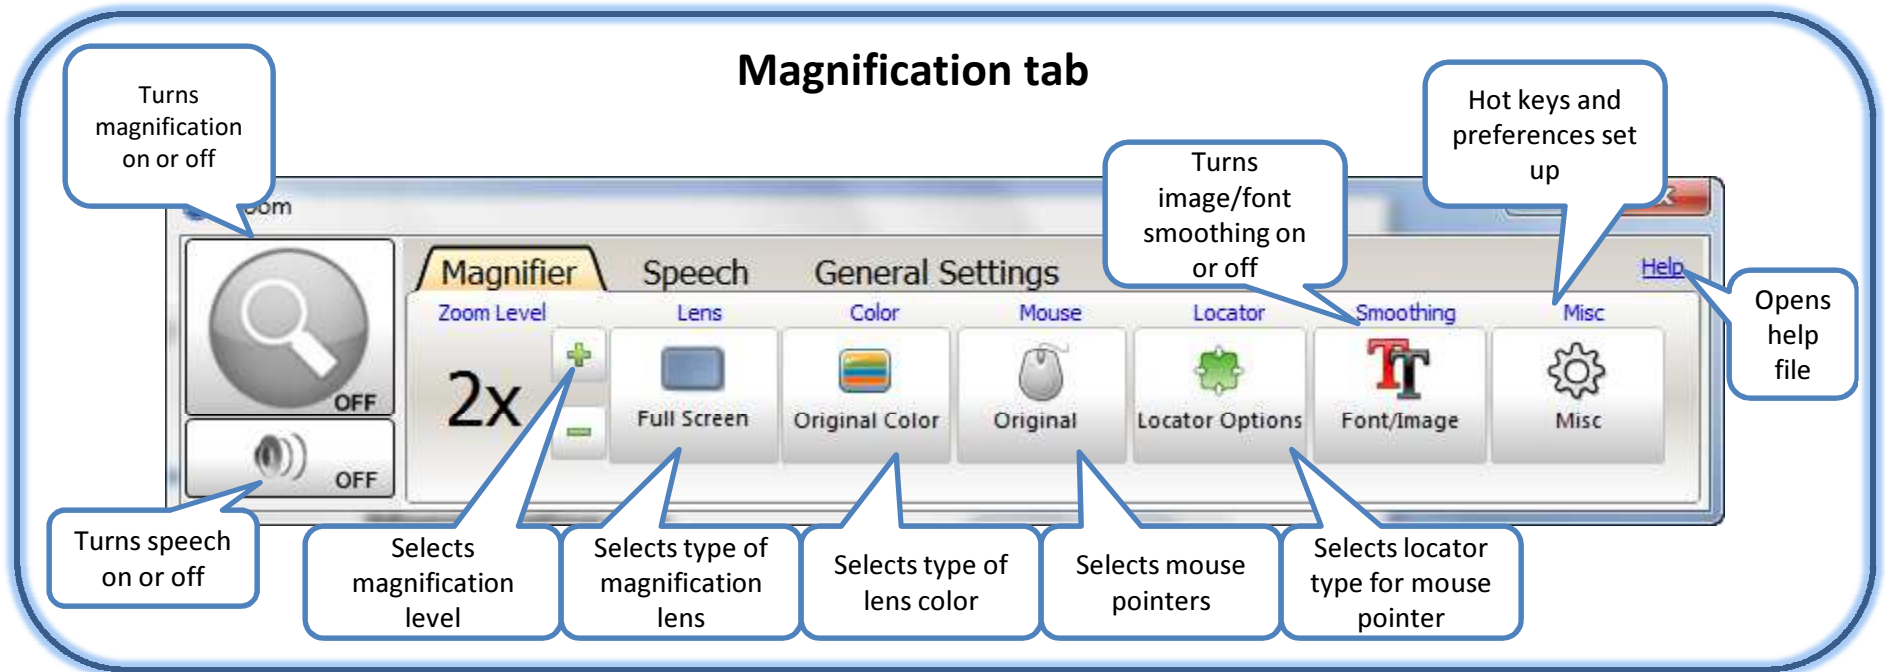 Magnification tab
Turns
magnification
on or off
Hot keys and
preferences set
up
Turns
image/font
smoothing on
or off
Magnifier
Speech
General Settings
Help
Opens
help
file
Zoom Level
Lens
Color
Mouse
Locator
Smoothing
Misc
2x
OFF
Full Screen
Original Color
Original
Locator Options
Font/Image
Misc
OFF
Turns speech
on or off
Selects
magnification
level
Selects type of
magnification
lens
Selects type of
lens color
Selects mouse
pointers
Selects locator
type for mouse
pointer